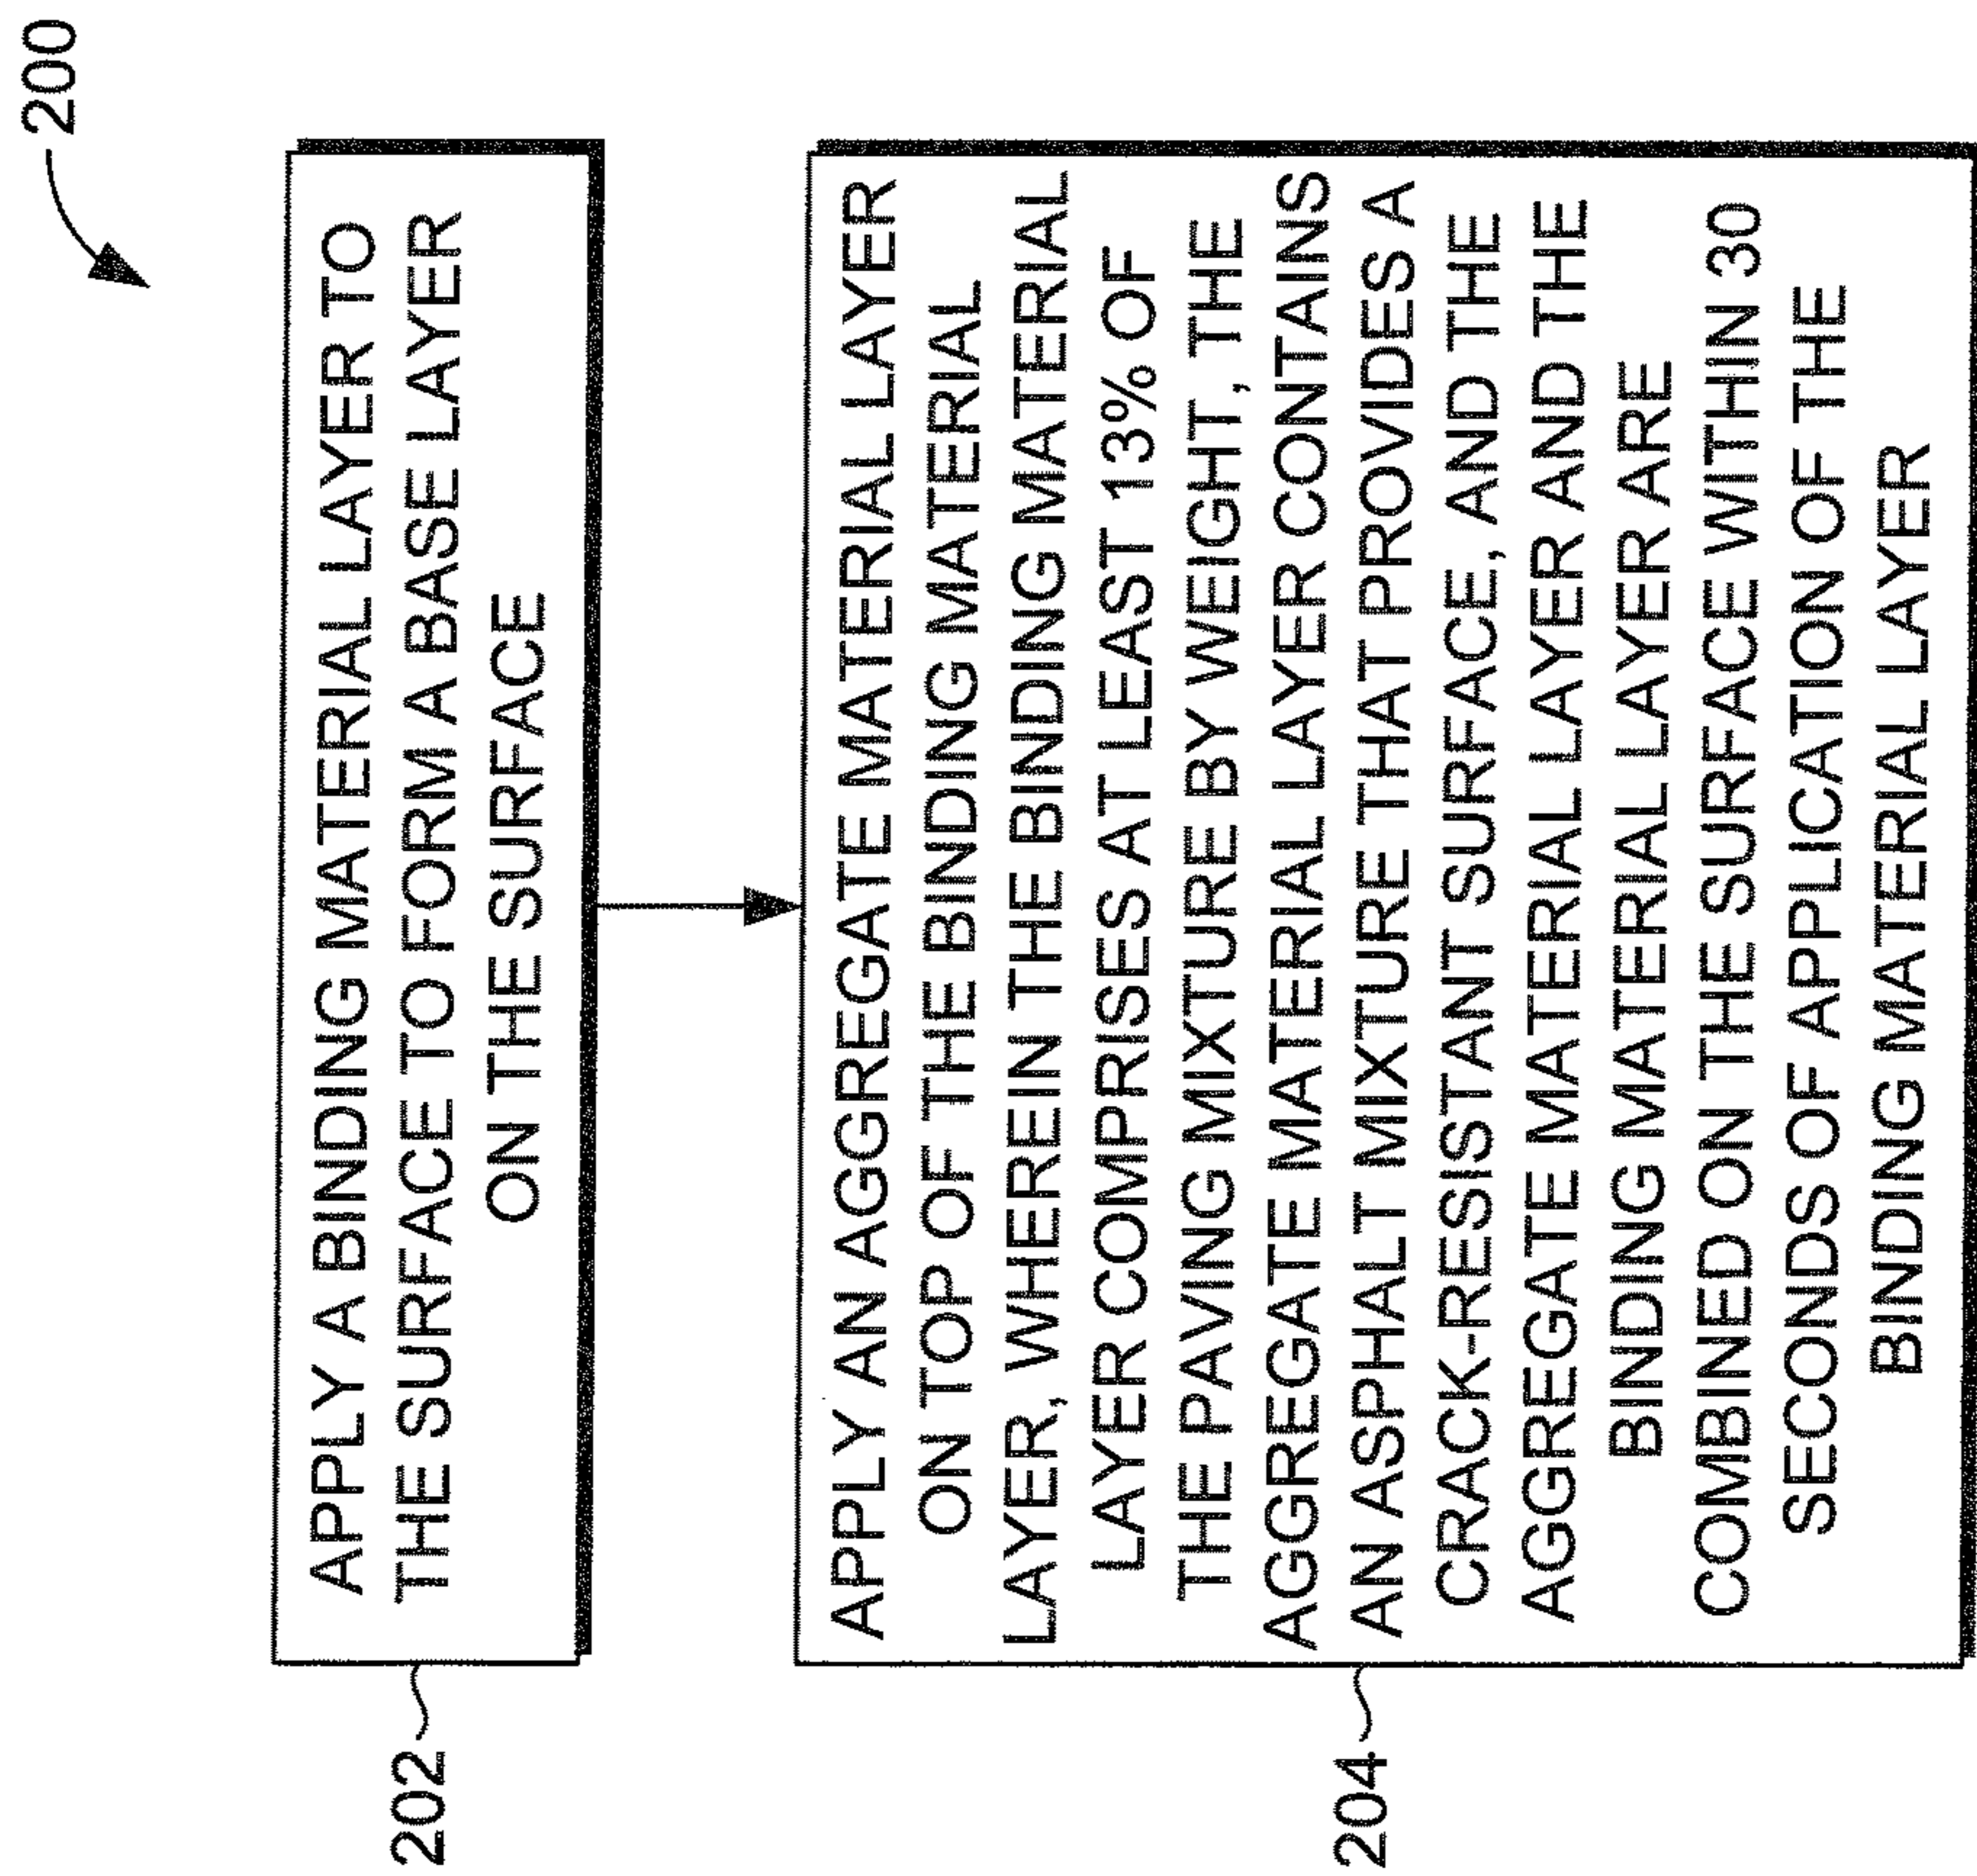 200
202
APPLY A BINDING MATERIAL LAYER TO
THE SURFACE TO FORM A BASE LAYER
ON THE SURFACE
204
APPLY AN AGGREGATE MATERIAL LAYER
ON TOP OF THE BINDING MATERIAL
LAYER, WHEREIN THE BINDING MATERIAL
LAYER COMPRISES AT LEAST 13% OF
THE PAVING MIXTURE BY WEIGHT, THE
AGGREGATE MATERIAL LAYER CONTAINS
AN ASPHALT MIXTURE THAT PROVIDES A
CRACK-RESISTANT SURFACE, AND THE
AGGREGATE MATERIAL LAYER AND THE
BINDING MATERIAL LAYER ARE
COMBINED ON THE SURFACE WITHIN 30
SECONDS OF APPLICATION OF THE
BINDING MATERIAL LAYER